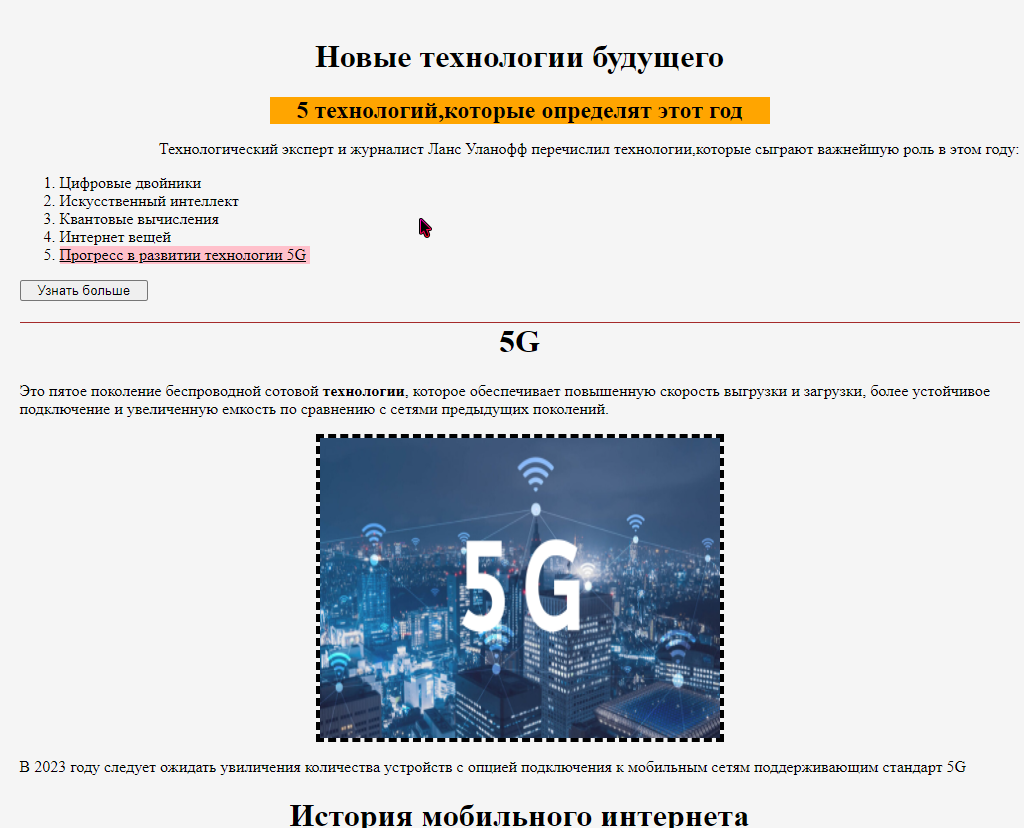 Новые технологии будущего
5 технологий,которые определят этот год
Технологический эксперт и журналист Ланс Уланофф перечислил технологии,которые сыграют важнейшую роль в этом году:
1. Цифровые двойники
2. Искусственный интеллект
3. Квантовые вычисления
4. Интернет вещей
5. Прогресс в развитии технологии 5G
Узнать больше
5G
Это пятое поколение беспроводной сотовой технологии, которое обеспечивает повышенную скорость выгрузки и загрузки, более устойчивое
подключение и увеличенную емкость по сравнению с сетями предыдущих поколений.
5G
В 2023 году следует ожидать увиличения количества устройств с опцией подключения к мобильным сетям поддерживающим стандарт 5G
История мобильного интернета